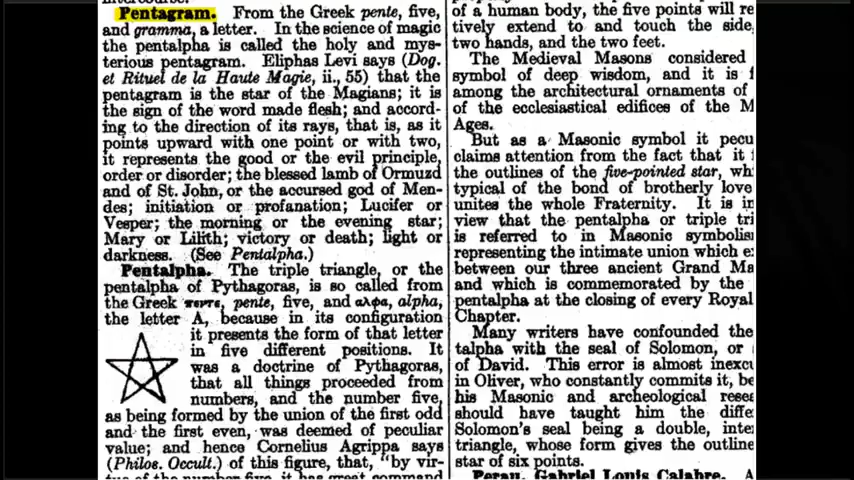 Pentagram. From the Greek pente, five,
and gramma, a letter. In the science of magic
the pentalpha is called the holy and mys-
terious pentagram. Eliphas Levi says (Dog.
et Rituel de la Haute Magie, ii., 55) that the
pentagram is the star of the Magians; it is
the sign of the word made flesh; and accord-
ing to the direction of its rays, that is, as it
points upward with one point or with two,
it represents the good or the evil principle,
order or disorder; the blessed lamb of Ormuzd
and of St. John, or the accursed god of Men-
des; initiation or profanation; Lucifer or
Vesper; the morning or the evening star;
Mary or Lilith; victory or death; light or
darkness. (See Pentalpha.)
Pentalpha. The triple triangle, or the
pentalpha of Pythagoras, is so called from
the Greek πεντε, pente, five, and αλφα, alpha,
the letter A, because in its configuration
it presents the form of that letter
in five different positions. It
was a doctrine of Pythagoras,
that all things proceeded from
numbers, and the number five,
as being formed by the union of the first odd
and the first even, was deemed of peculiar
value; and hence Cornelius Agrippa says
(Philos. Occult.) of this figure, that, "by vir-
tue of the number five, it has great command
of a human body, the five points will re
tively extend to and touch the side,
two hands, and the two feet.
The Medieval Masons considered
symbol of deep wisdom, and it is f
among the architectural ornaments of
of the ecclesiastical edifices of the M
Ages.
But as a Masonic symbol it pecu
claims attention from the fact that it
the outlines of the five-pointed star, wh
typical of the bond of brotherly love
unites the whole Fraternity. It is in
view that the pentalpha or triple tri
is referred to in Masonic symbolis
representing the intimate union which e
between our three ancient Grand Ma
and which is commemorated by the
pentalpha at the closing of every Royal
Chapter.
Many writers have confounded the
talpha with the seal of Solomon, or
of David. This error is almost inexcu
in Oliver, who constantly commits it, be
his Masonic and archeological resea
should have taught him the diffe
Solomon's seal being a double, inte
triangle, whose form gives the outline
star of six points.
Perau, Gabriel Louis Calabre. A